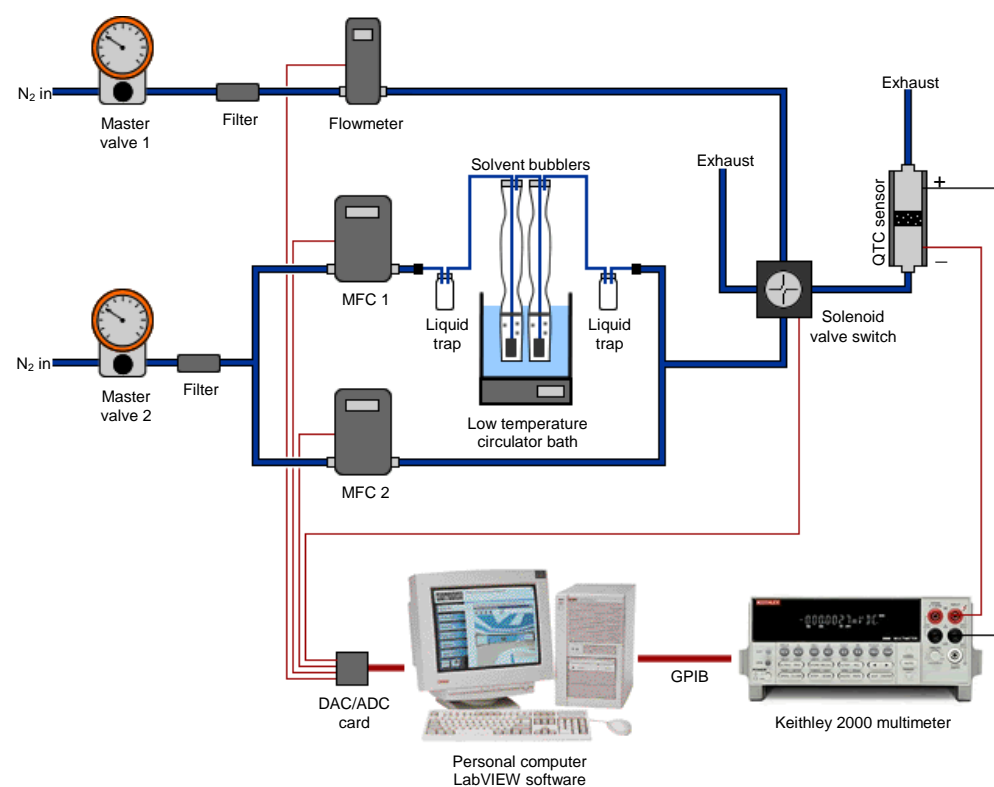 N₂ in
Master
valve 1
Filter
Flowmeter
Exhaust
Exhaust
Solvent bubblers
+
QTC sensor
–
MFC 1
Liquid
trap
Liquid
trap
Solenoid
valve switch
N₂ in
Master
valve 2
Filter
Low temperature
circulator bath
MFC 2
DAC/ADC
card
GPIB
KEITHLEY
Keithley 2000 multimeter
Personal computer
LabVIEW software